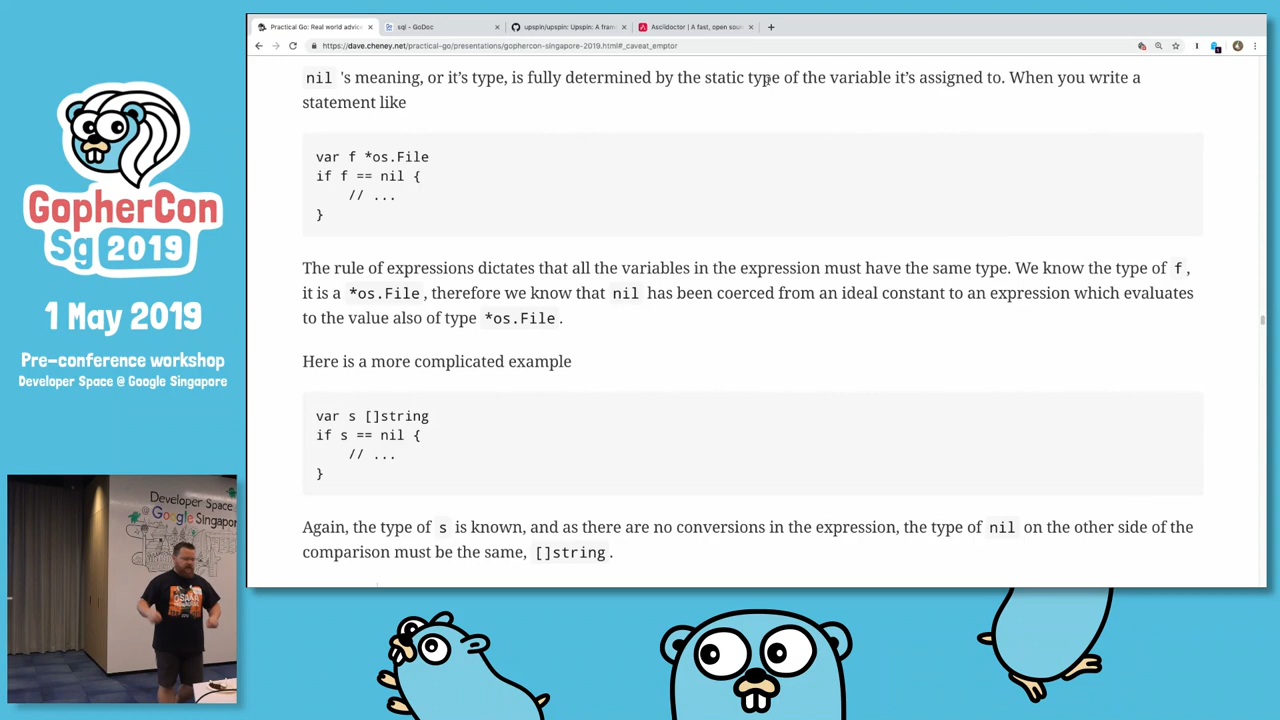 GopherCon
Sg 2019
1 May 2019
Pre-conference workshop
Developer Space @ Google Singapore
Developer Space
@ Google Singapor
OSAKA
Practical Go: Real world advice
sql - GoDoc
upspin/upspin: Upspin: A fram
Asciidoctor | A fast, open sour
https://dave.cheney.net/practical-go/presentations/gophercon-singapore-2019.html#_caveat_emptor
nil 's meaning, or it's type, is fully determined by the static type of the variable it's assigned to. When you write a
statement like
var f *os.File
if f == nil {
// ...
}
The rule of expressions dictates that all the variables in the expression must have the same type. We know the type of f ,
it is a *os.File , therefore we know that nil has been coerced from an ideal constant to an expression which evaluates
to the value also of type *os.File .
Here is a more complicated example
var s []string
if s == nil {
// ...
}
Again, the type of s is known, and as there are no conversions in the expression, the type of nil on the other side of the
comparison must be the same, []string .